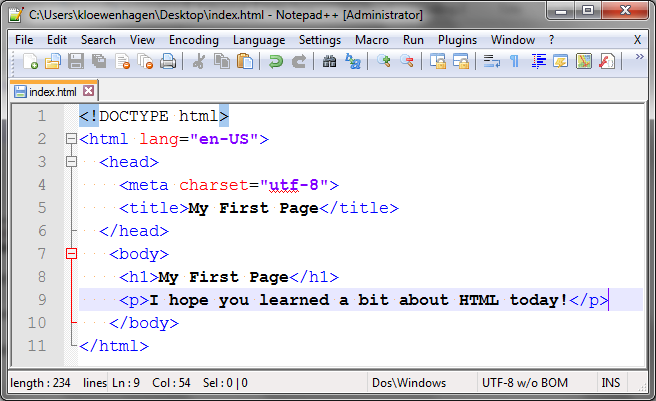 C:\Users\kloewenhagen\Desktop\index.html - Notepad++ [Administrator]
File Edit Search View Encoding Language Settings Macro Run Plugins Window ? X
index.html
1 <!DOCTYPE html>
2 <html lang="en-US">
3 <head>
4 <meta charset="utf-8">
5 <title>My First Page</title>
6 </head>
7 <body>
8 <h1>My First Page</h1>
9 <p>I hope you learned a bit about HTML today!</p>
10 </body>
11 </html>
length : 234 lines Ln : 9 Col : 54 Sel : 0 | 0 Dos\Windows UTF-8 w/o BOM INS